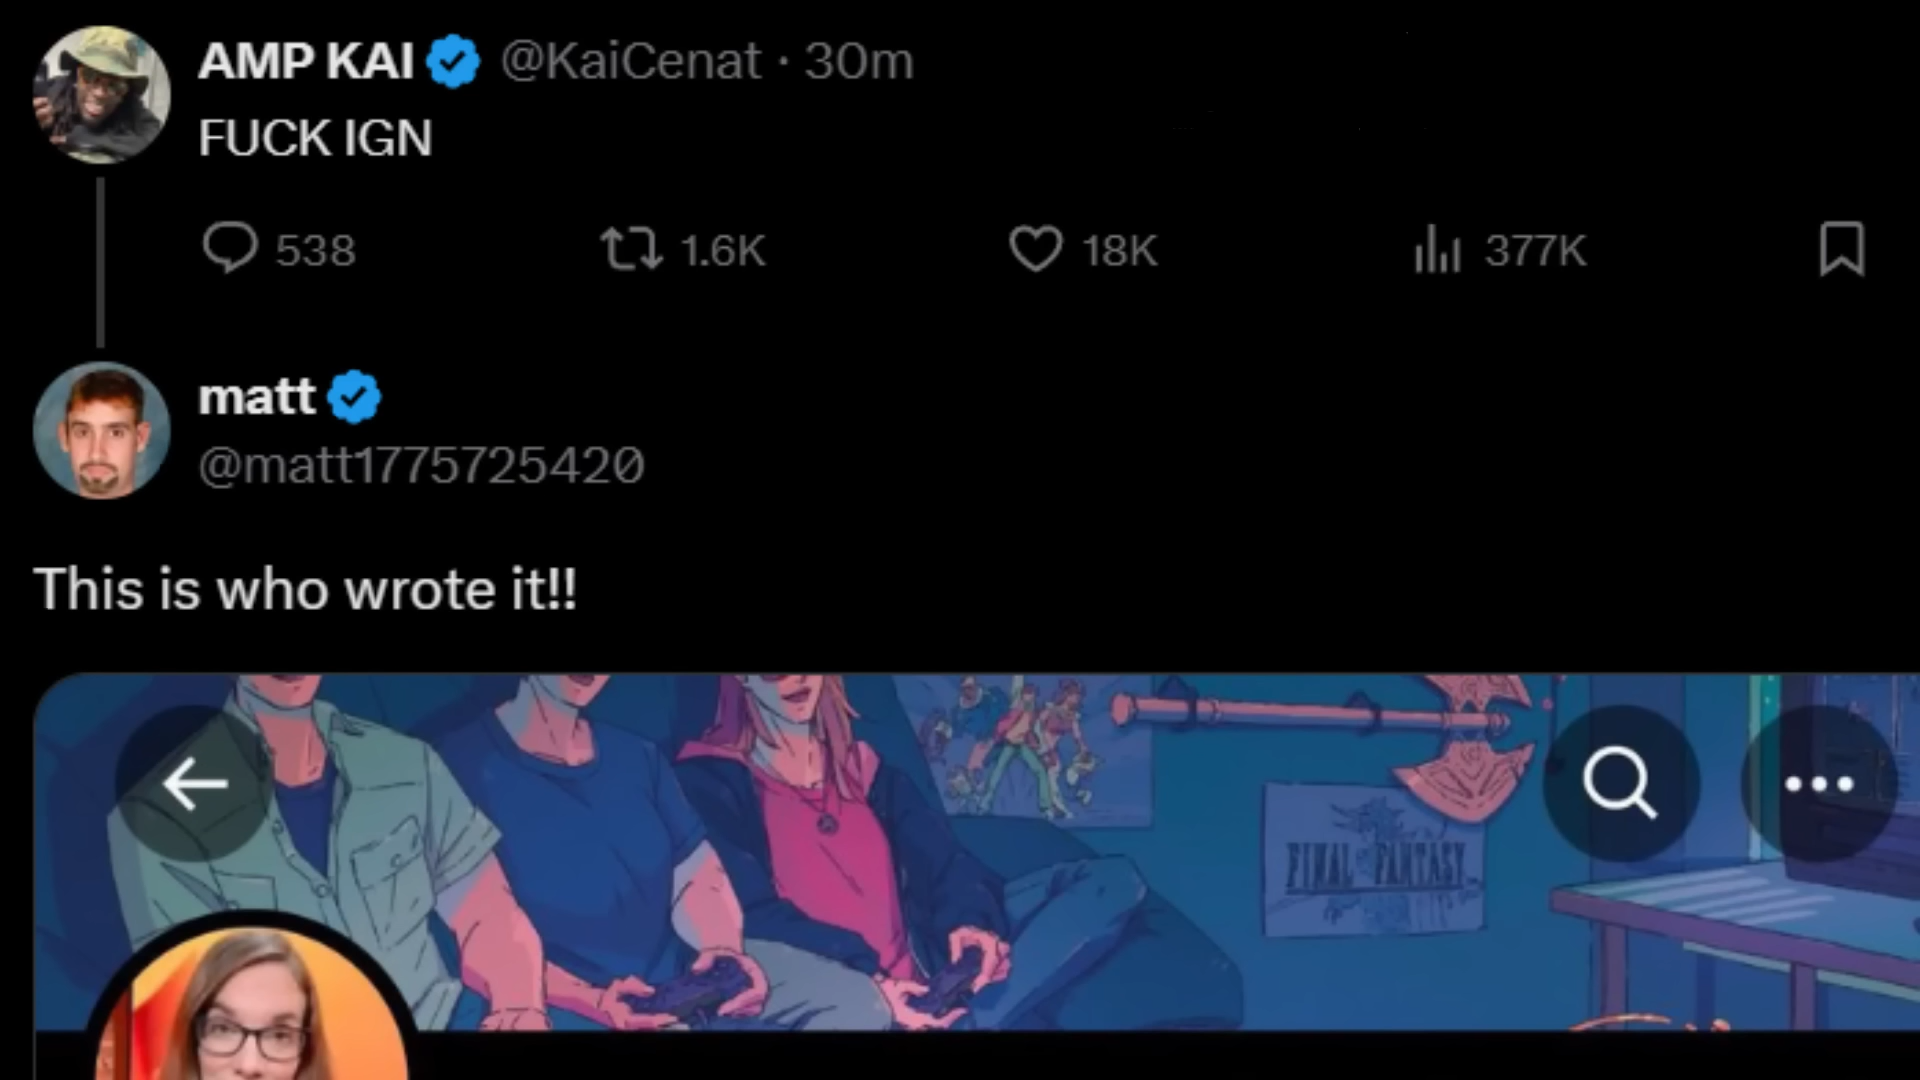 AMP KAI @KaiCenat · 30m
FUCK IGN
538 1.6K 18K 377K
matt
@matt1775725420
This is who wrote it!!
FINAL FANTASY